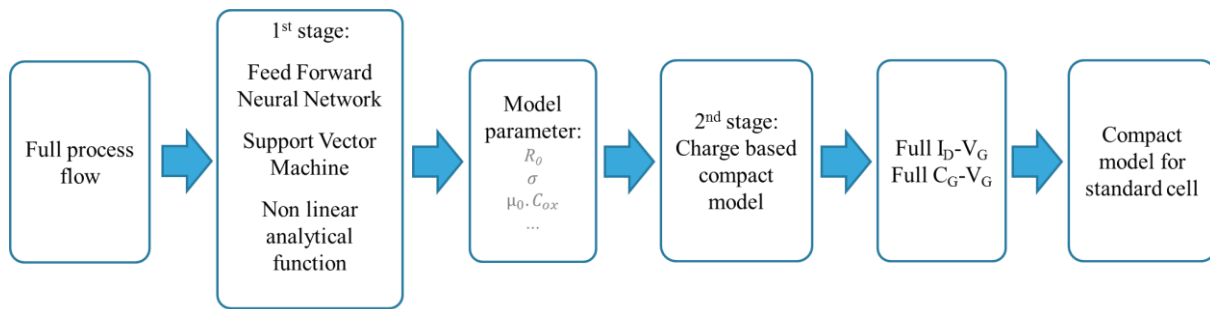 Full process
flow
1st stage:
Feed Forward
Neural Network
Support Vector
Machine
Non linear
analytical
function
Model
parameter:
R0
σ
μ0.Cox
...
2nd stage:
Charge based
compact
model
Full ID-VG
Full CG-VG
Compact
model for
standard cell